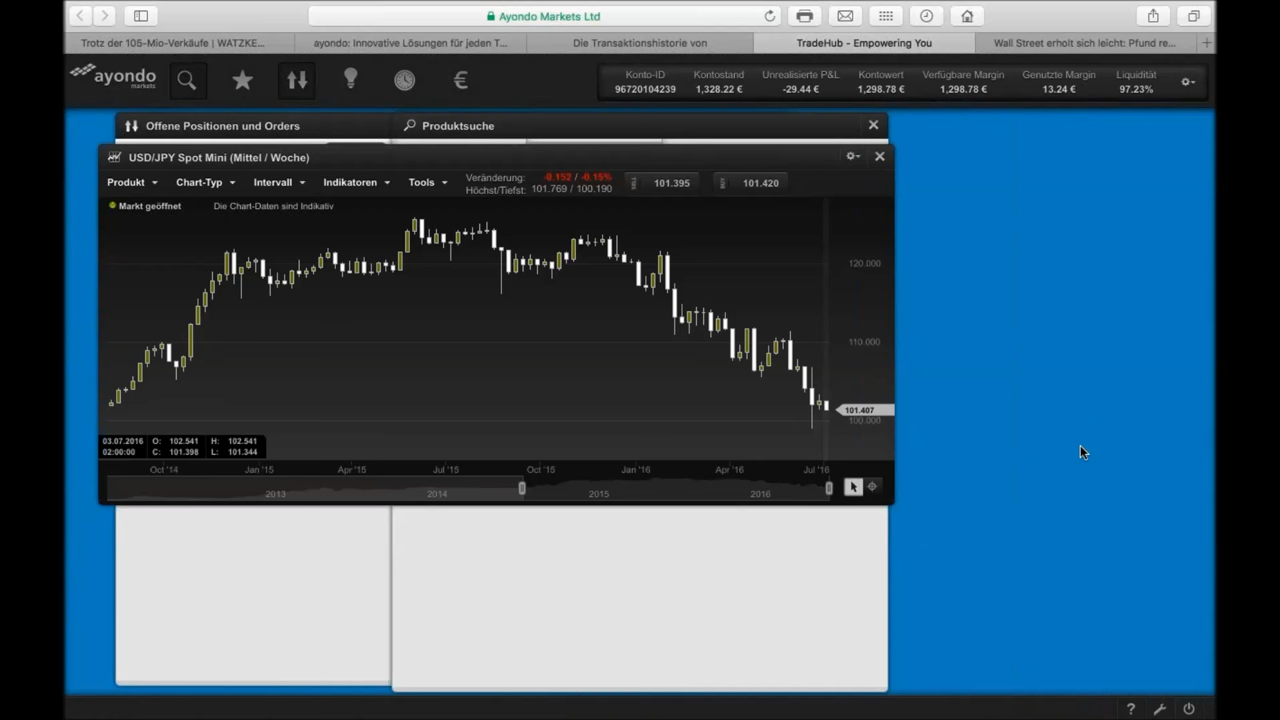 Ayondo Markets Ltd
Trotz der 105-Mio-Verkäufe | WATZKE...
ayondo: Innovative Lösungen für jeden T...
Die Transaktionshistorie von
TradeHub - Empowering You
Wall Street erholt sich leicht: Pfund re...
ayondo
markets
Konto-ID Kontostand Unrealisierte P&L Kontowert Verfügbare Margin Genutzte Margin Liquidität
96720104239 1,328.22 € -29.44 € 1,298.78 € 1,298.78 € 13.24 € 97.23%
Offene Positionen und Orders
Produktsuche
USD/JPY Spot Mini (Mittel / Woche)
Produkt Chart-Typ Intervall Indikatoren Tools
Veränderung: -0.152 / -0.15%
Höchst/Tiefst: 101.769 / 100.190
101.395
BUY 101.420
Markt geöffnet Die Chart-Daten sind Indikativ
120.000
110.000
101.407
100.000
03.07.2016 O: 102.541 H: 102.541
02:00:00 C: 101.398 L: 101.344
Oct '14 Jan '15 Apr '15 Jul '15 Oct '15 Jan '16 Apr '16 Jul '16
2013 2014 2015 2016
?